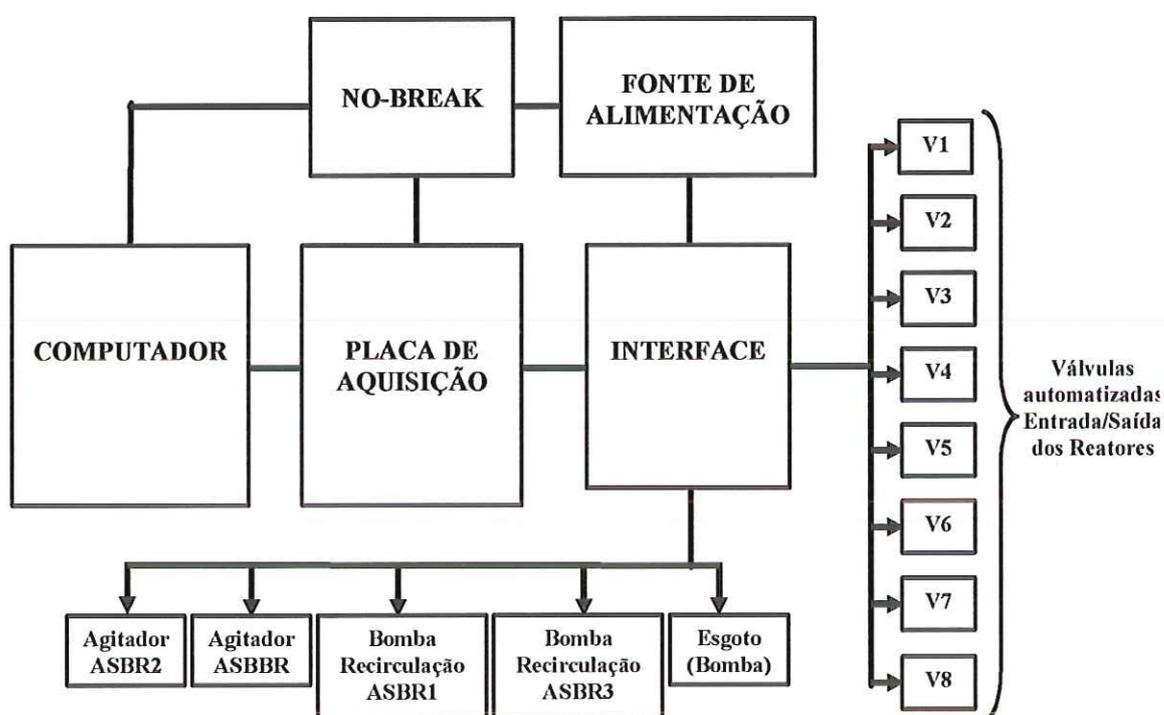 NO-BREAK
FONTE DE
ALIMENTAÇÃO
COMPUTADOR
PLACA DE
AQUISIÇÃO
INTERFACE
V1
V2
V3
V4
V5
V6
V7
V8
Válvulas
automatizadas
Entrada/Saída
dos Reatores
Agitador
ASBR2
Agitador
ASBBR
Bomba
Recirculação
ASBR1
Bomba
Recirculação
ASBR3
Esgoto
(Bomba)